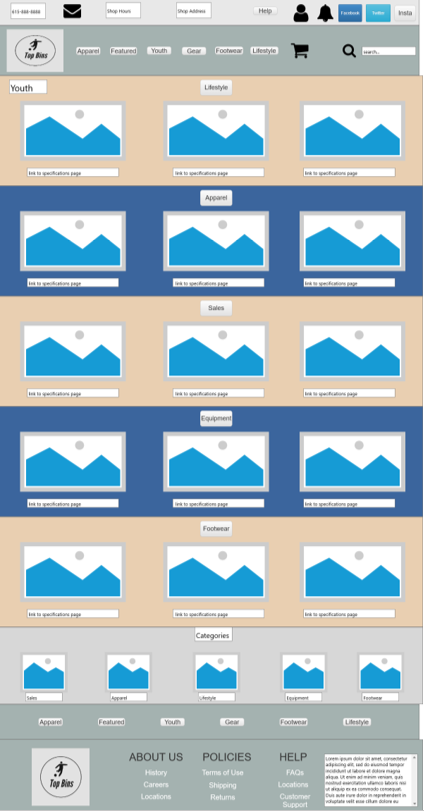 613-888-8888
Shop Hours
Shop Address
Help
Facebook
Twitter
Insta
Top Bins
Apparel
Featured
Youth
Gear
Footwear
Lifestyle
search...
Youth
Lifestyle
link to specifications page
link to specifications page
link to specifications page
Apparel
link to specifications page
link to specifications page
link to specifications page
Sales
link to specifications page
link to specifications page
link to specifications page
Equipment
link to specifications page
link to specifications page
link to specifications page
Footwear
link to specifications page
link to specifications page
link to specifications page
Categories
Sales
Apparel
Lifestyle
Equipment
Footwear
Apparel
Featured
Youth
Gear
Footwear
Lifestyle
Top Bins
ABOUT US
History
Careers
Locations
POLICIES
Terms of Use
Shipping
Returns
HELP
FAQs
Locations
Customer
Support
Lorem ipsum dolor sit amet, consectetur
adipiscing elit, sed do eiusmod tempor
incididunt ut labore et dolore magna
aliqua. Ut enim ad minim veniam, quis
nostrud exercitation ullamco laboris nisi
ut aliquip ex ea commodo consequat.
Duis aute irure dolor in reprehenderit in
voluptate velit esse cillum dolore eu